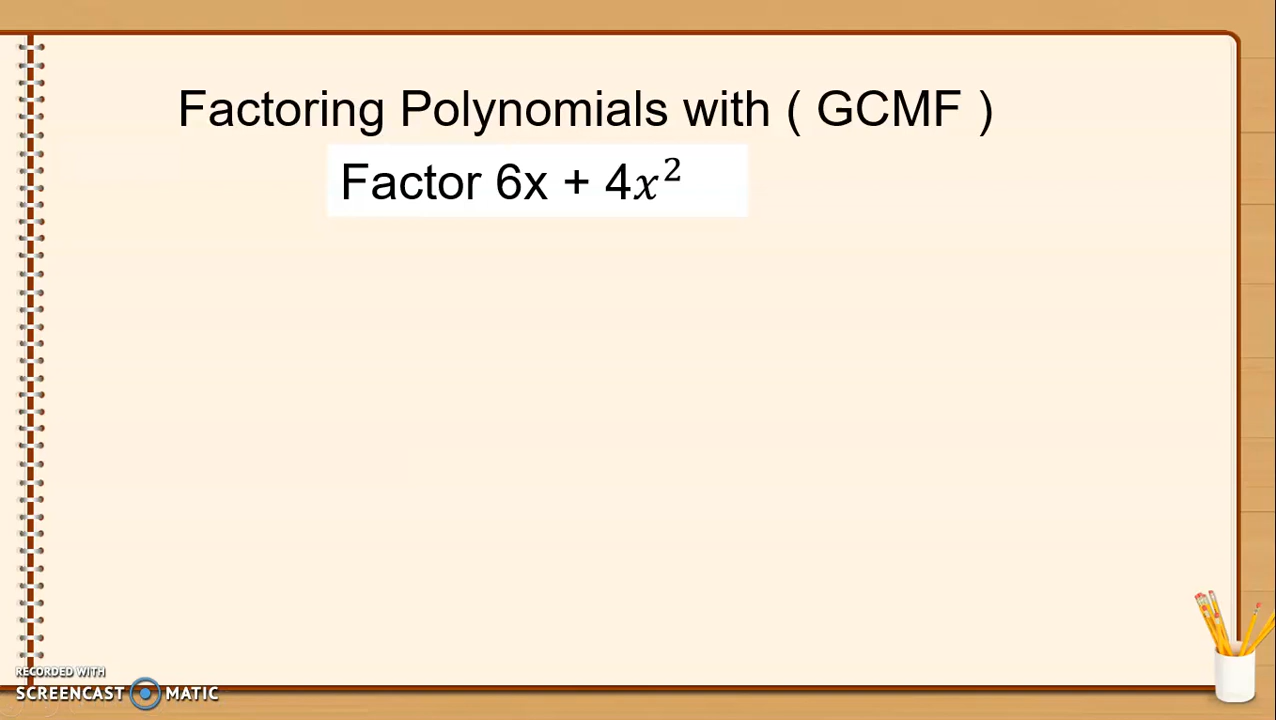 Factoring Polynomials with ( GCMF )
Factor 6x + 4𝑥²
RECORDED WITH
SCREENCAST MATIC